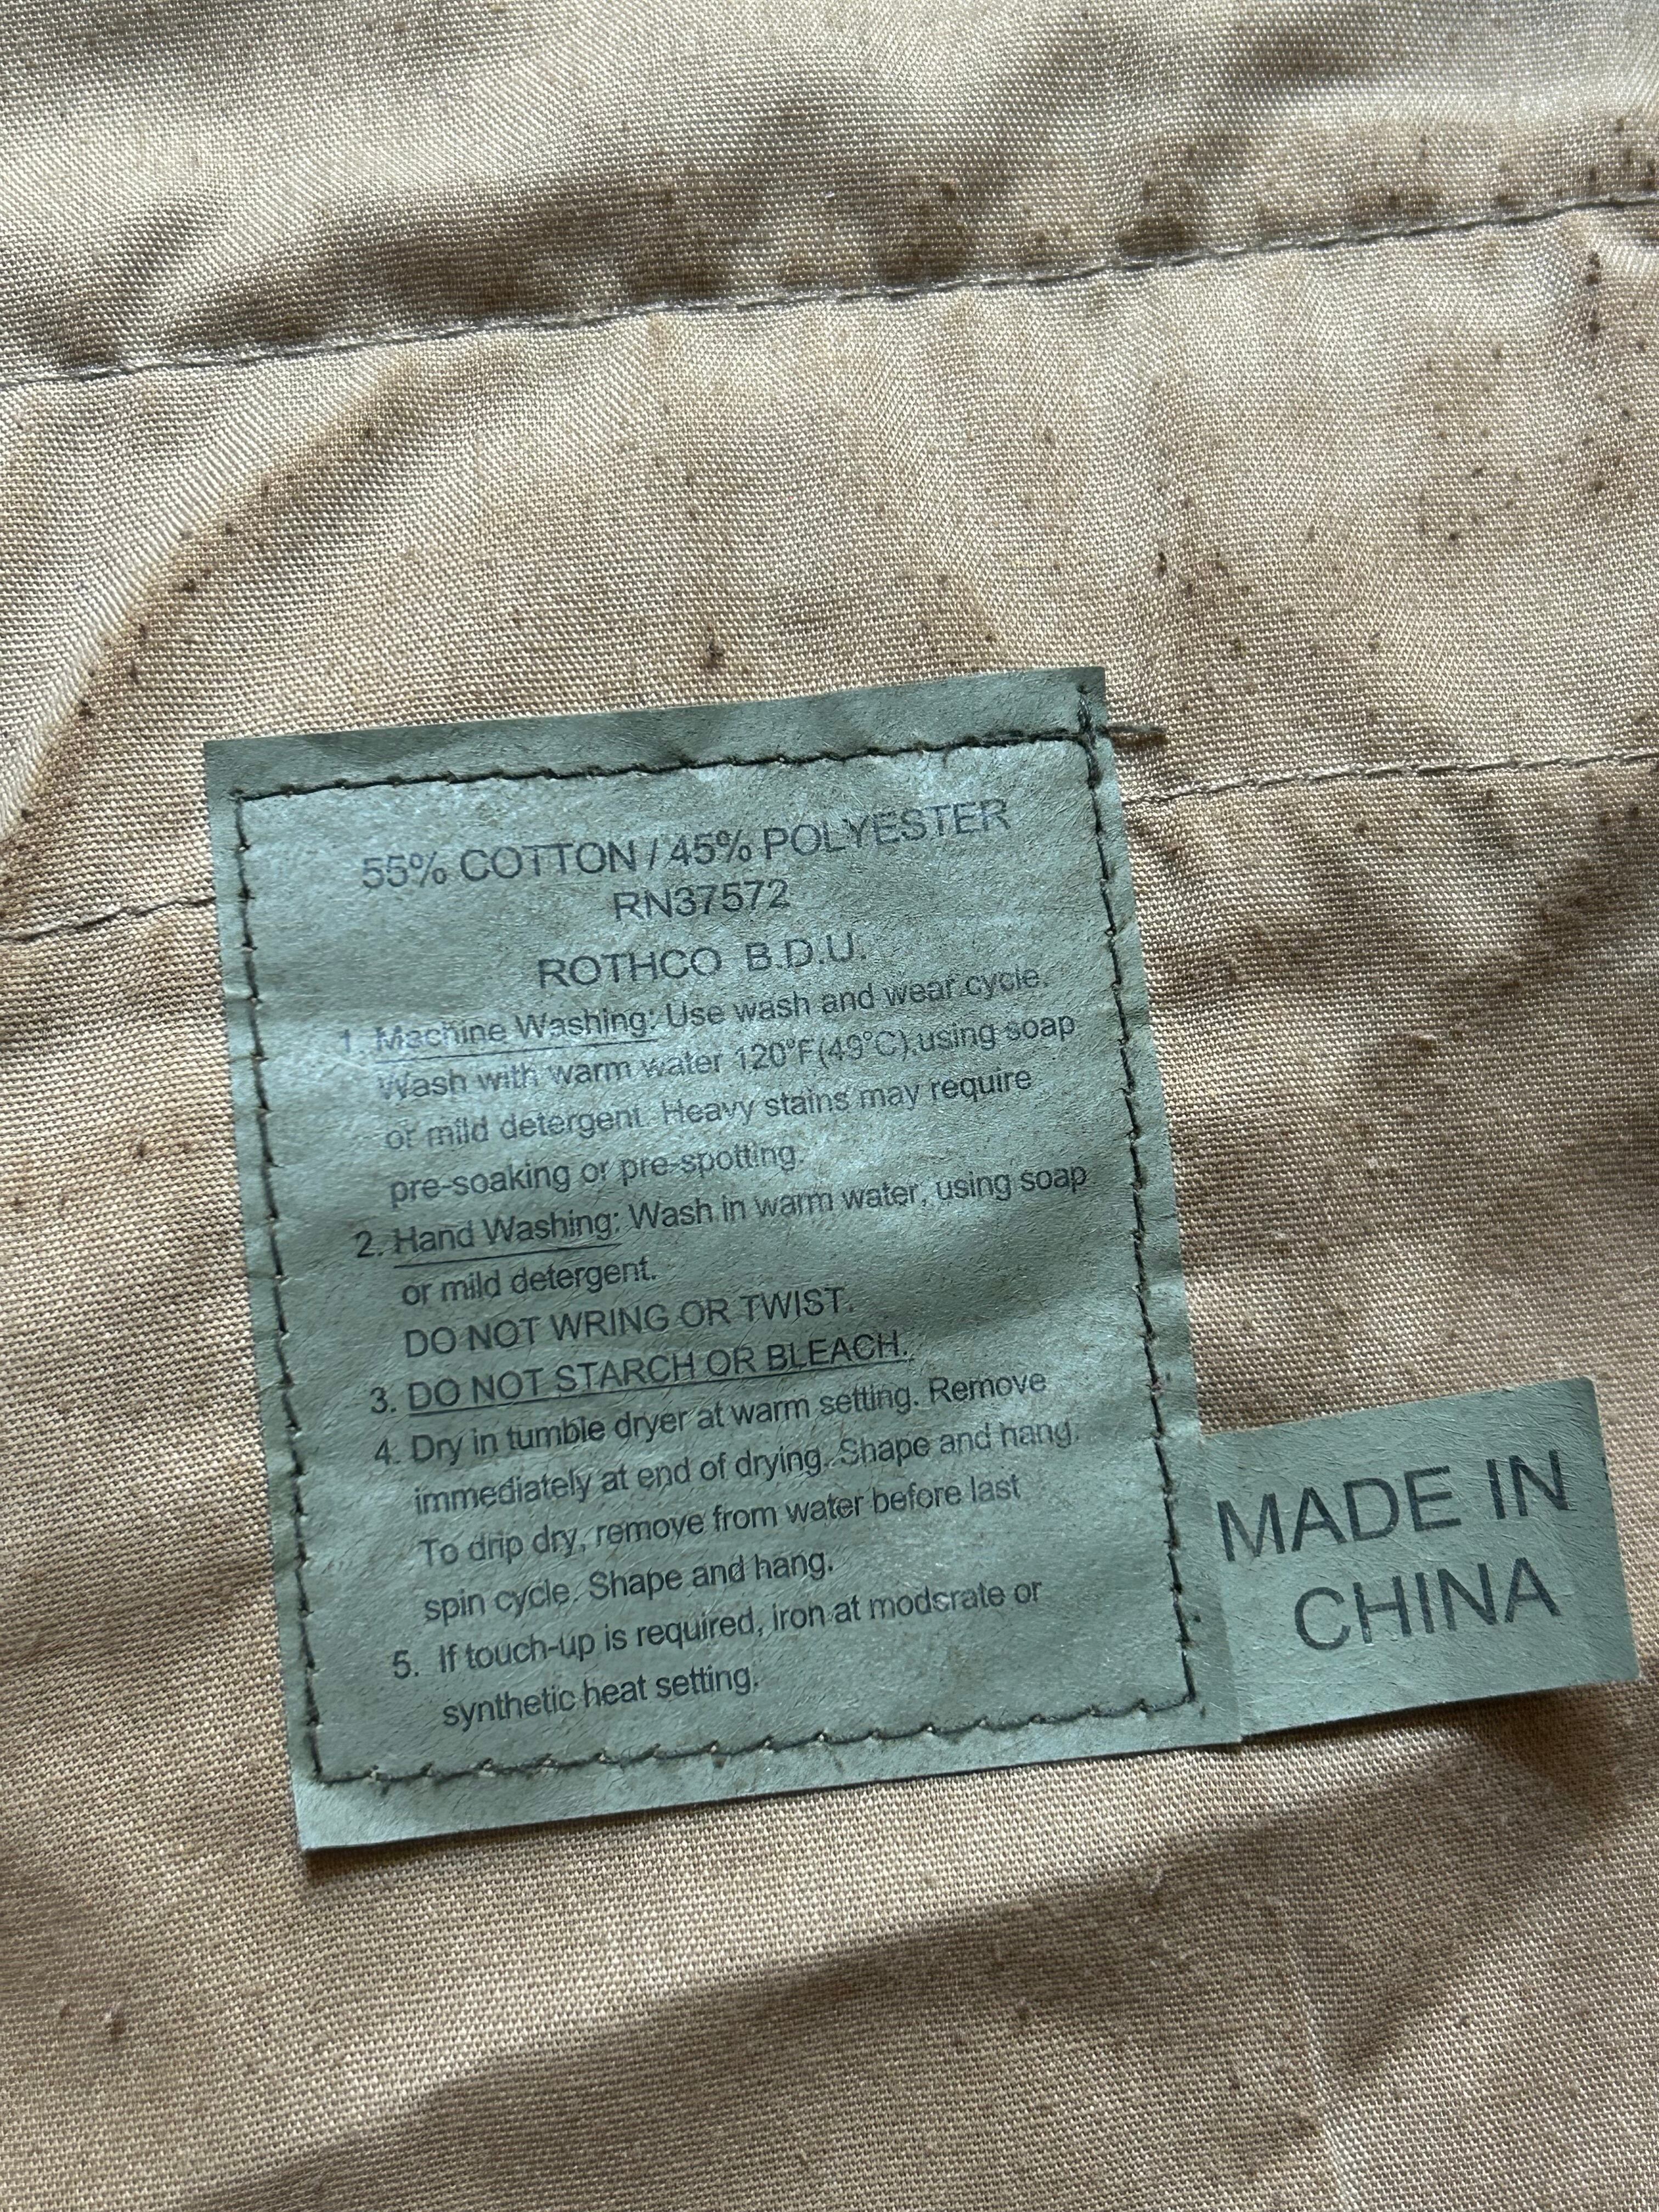 55% COTTON / 45% POLYESTER
RN37572
ROTHCO B.D.U.
1. Machine Washing: Use wash and wear cycle.
Wash with warm water 120°F(49°C).using soap
or mild detergent. Heavy stains may require
pre-soaking or pre-spotting.
2. Hand Washing: Wash in warm water, using soap
or mild detergent.
DO NOT WRING OR TWIST.
3. DO NOT STARCH OR BLEACH.
4. Dry in tumble dryer at warm setting. Remove
immediately at end of drying. Shape and hang.
To drip dry, remove from water before last
spin cycle. Shape and hang.
5. If touch-up is required, iron at modsrate or
synthetic heat setting.
MADE IN
CHINA